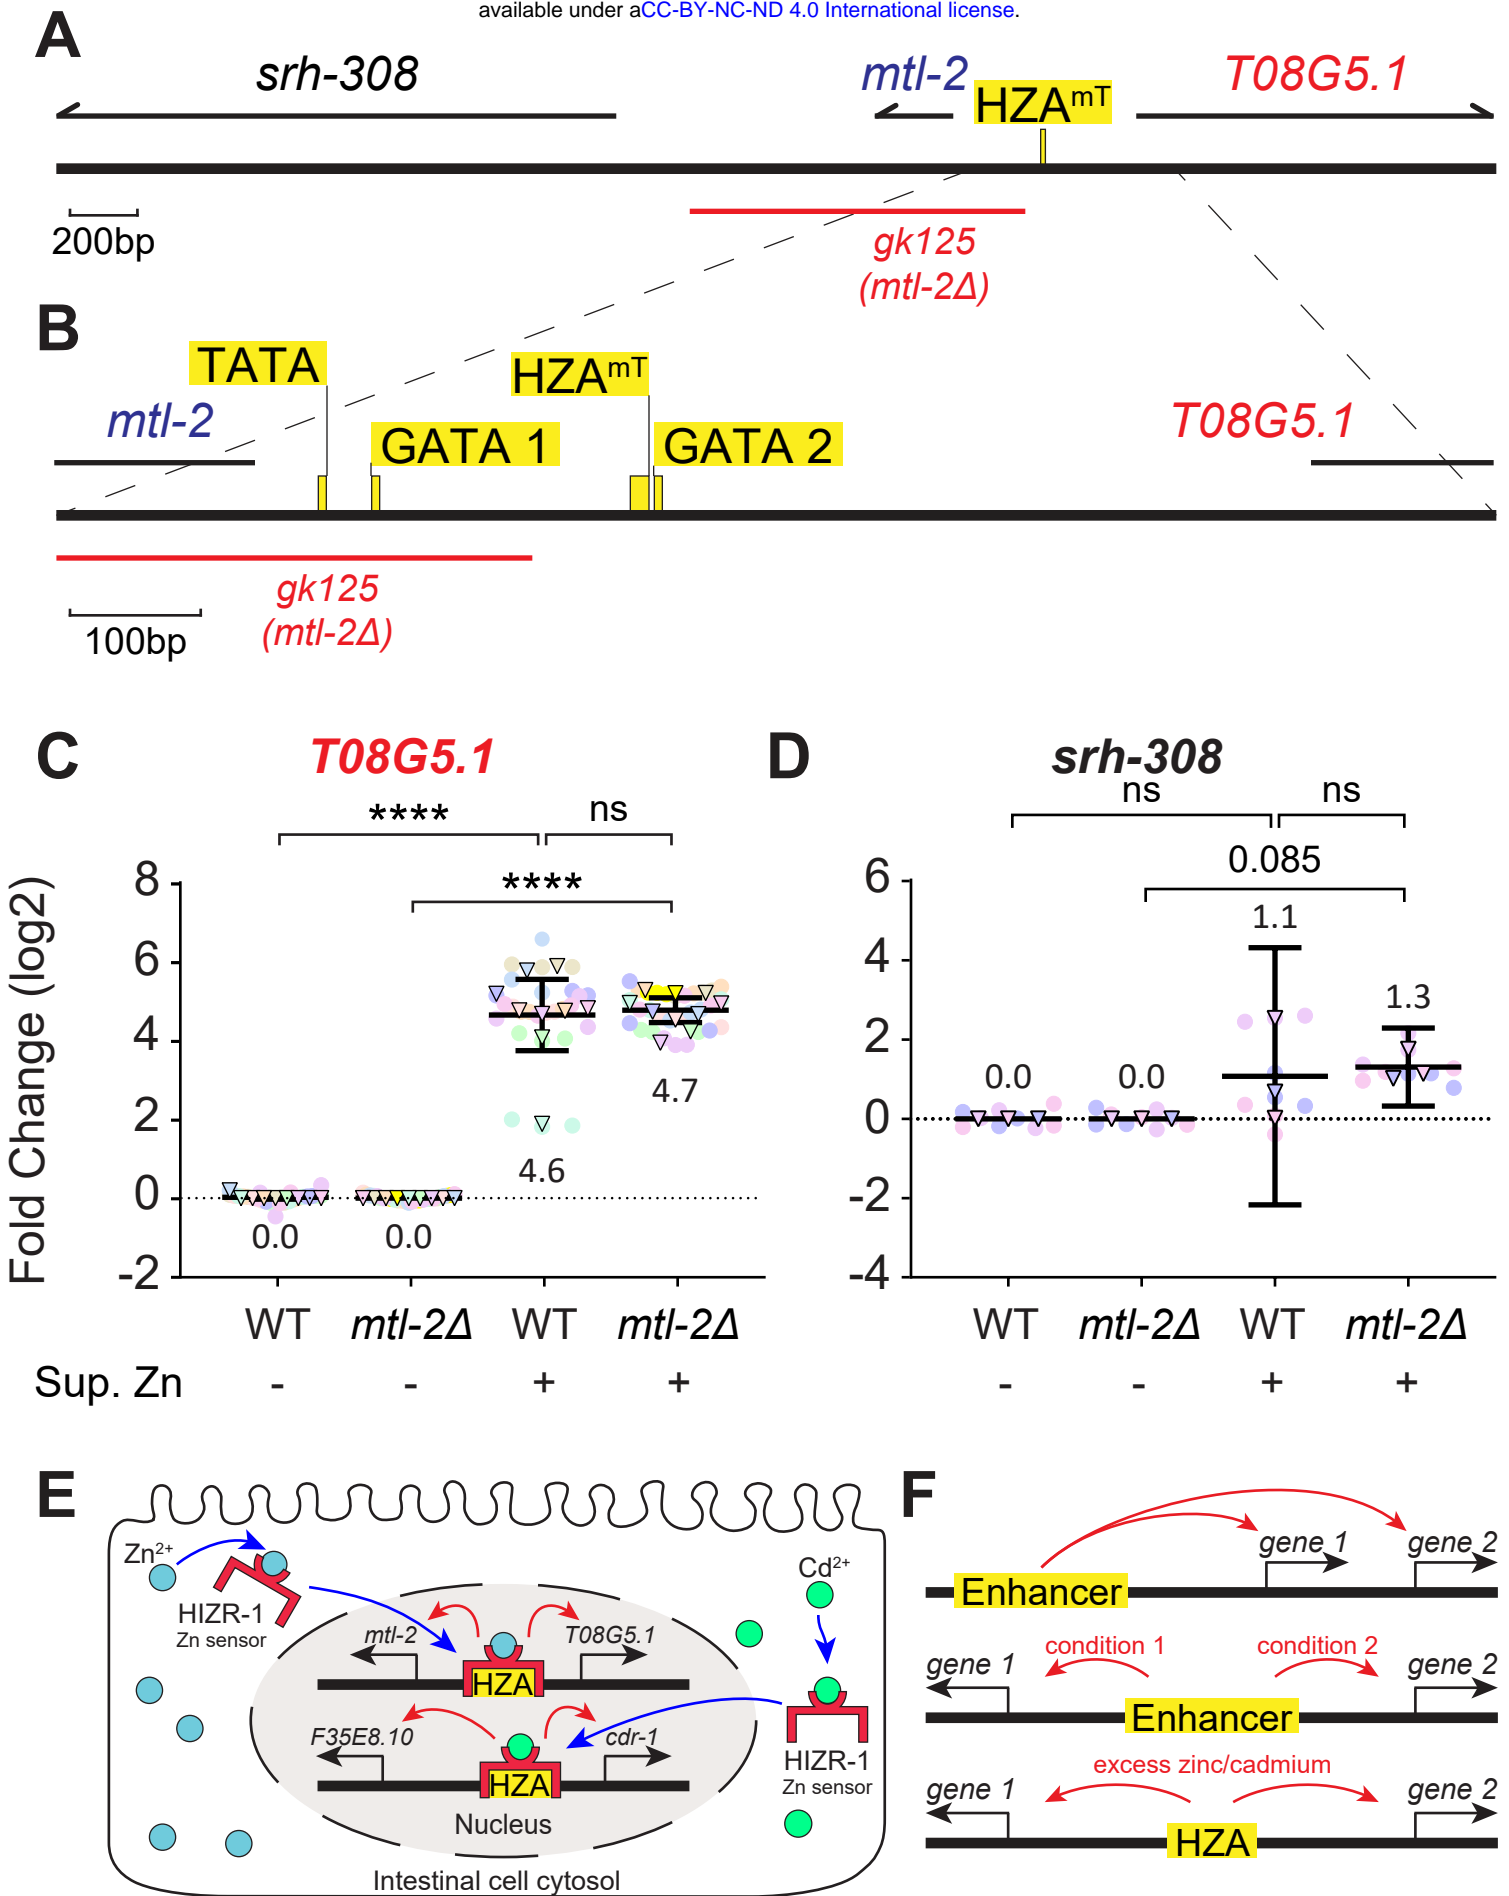 available under aCC-BY-NC-ND 4.0 International license.
A
srh-308
mtl-2
HZAmT
T08G5.1
200bp
gk125
(mtl-2Δ)
B
TATA
HZAmT
mtl-2
GATA 1
GATA 2
T08G5.1
gk125
(mtl-2Δ)
100bp
C
T08G5.1
**** ns
****
Fold Change (log2)
8
6
4
2
0
-2
0.0
0.0
4.6
4.7
WT mtl-2Δ WT mtl-2Δ
Sup. Zn - - + +
D
srh-308
ns ns
0.085
6
4
2
0
-2
-4
0.0
0.0
1.1
1.3
WT mtl-2Δ WT mtl-2Δ
- - + +
E
Zn2+
HIZR-1
Zn sensor
mtl-2
T08G5.1
HZA
F35E8.10
cdr-1
HZA
Nucleus
Intestinal cell cytosol
Cd2+
HIZR-1
Zn sensor
F
gene 1
gene 2
Enhancer
condition 1
condition 2
gene 1
gene 2
Enhancer
excess zinc/cadmium
gene 1
gene 2
HZA